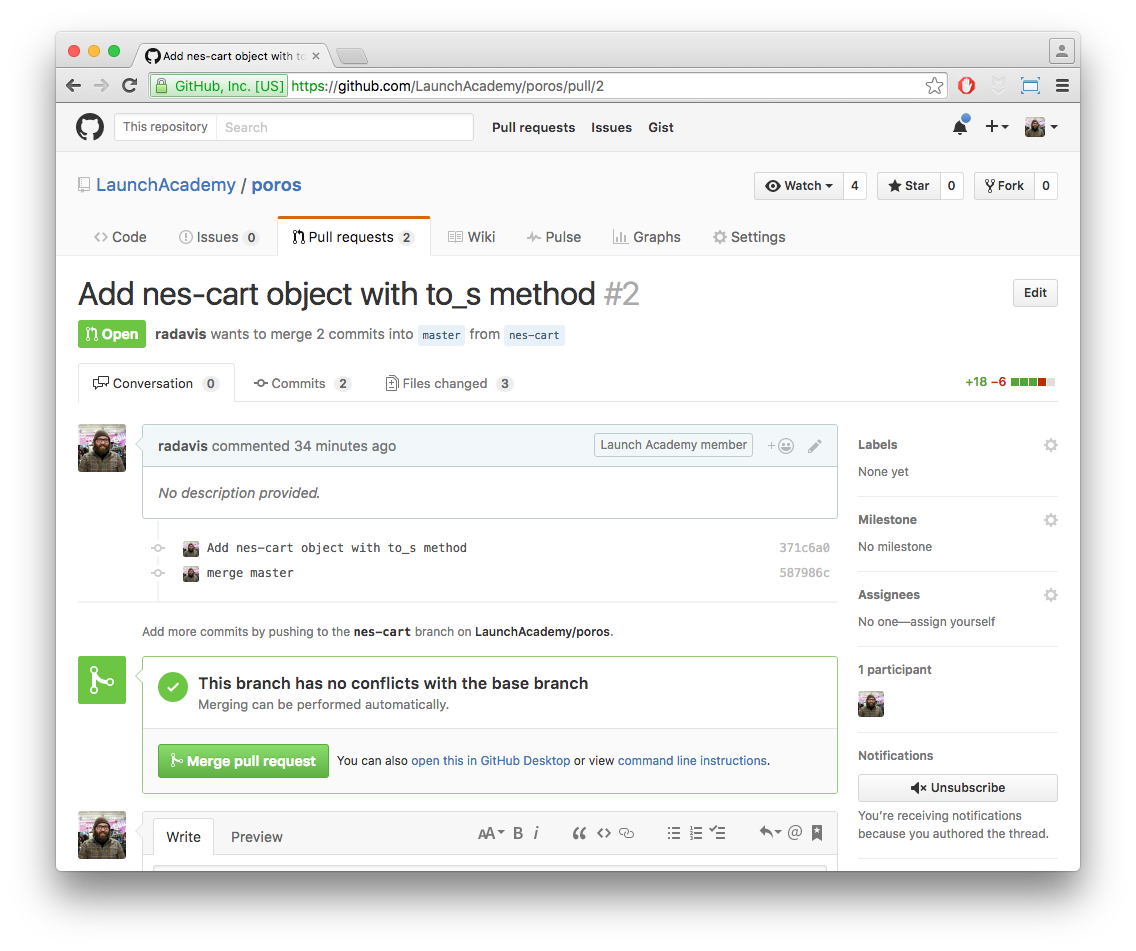 Add nes-cart object with to
GitHub, Inc. [US] https://github.com/LaunchAcademy/poros/pull/2
This repository Search Pull requests Issues Gist
LaunchAcademy / poros Watch 4 Star 0 Fork 0
Code Issues 0 Pull requests 2 Wiki Pulse Graphs Settings
Add nes-cart object with to_s method #2 Edit
Open radavis wants to merge 2 commits into master from nes-cart
Conversation 0 Commits 2 Files changed 3 +18 −6
radavis commented 34 minutes ago Launch Academy member
No description provided.
Add nes-cart object with to_s method 371c6a0
merge master 587986c
Add more commits by pushing to the nes-cart branch on LaunchAcademy/poros.
This branch has no conflicts with the base branch
Merging can be performed automatically.
Merge pull request You can also open this in GitHub Desktop or view command line instructions.
Write Preview AA B i
Labels
None yet
Milestone
No milestone
Assignees
No one—assign yourself
1 participant
Notifications
Unsubscribe
You’re receiving notifications
because you authored the thread.